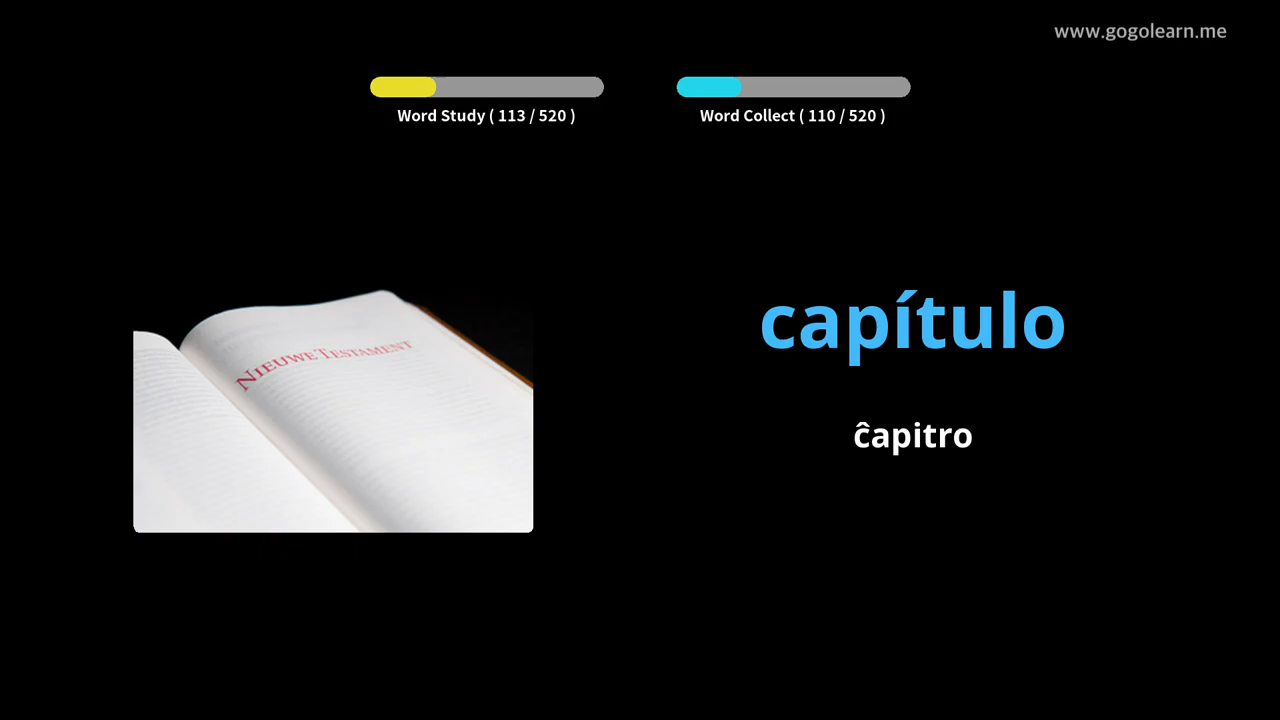 www.gogolearn.me
Word Study ( 113 / 520 )
Word Collect ( 110 / 520 )
NIEUWE TESTAMENT
capítulo
ĉapitro